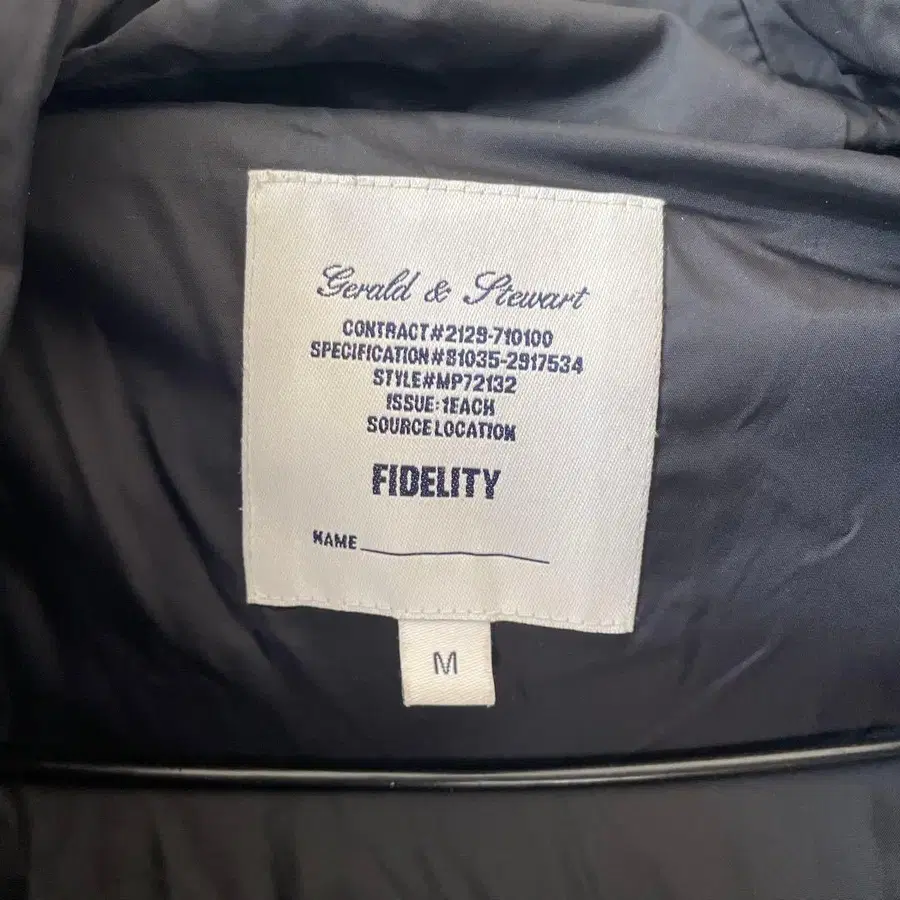 Gerald & Stewart
CONTRACT#2129-710100
SPECIFICATION#81035-2917534
STYLE#MP72132
ISSUE:1EACH
SOURCE LOCATION
FIDELITY
NAME
M